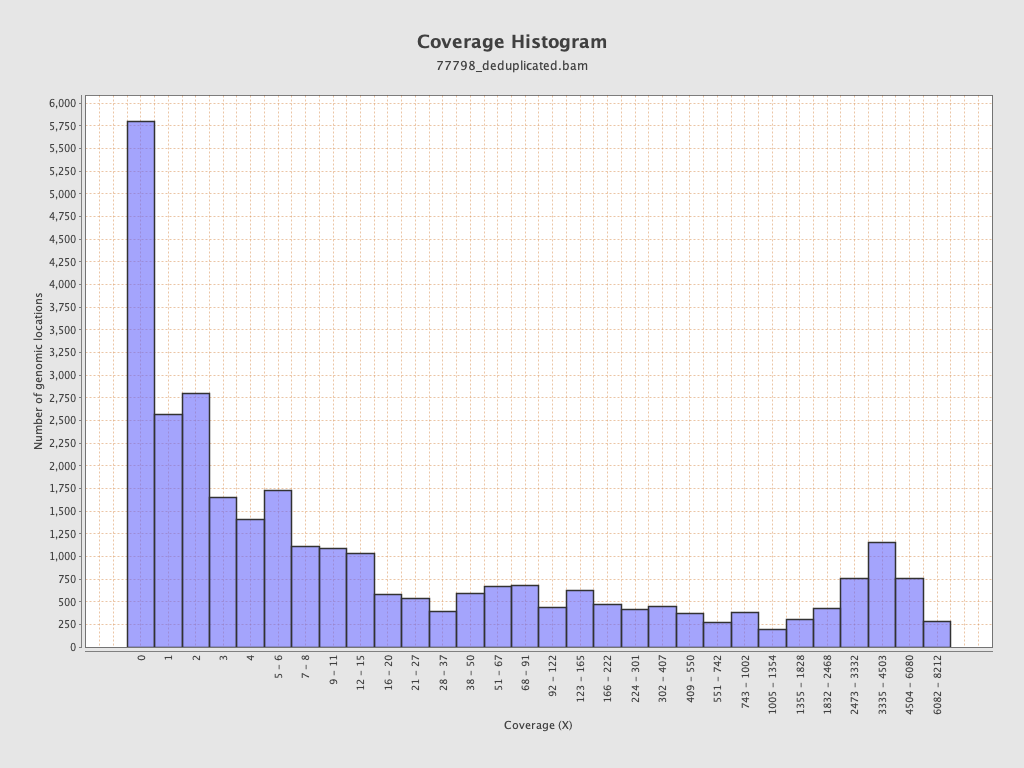 Coverage Histogram
77798_deduplicated.bam
6,000
5,750
5,500
5,250
5,000
4,750
4,500
4,250
4,000
3,750
3,500
3,250
3,000
2,750
2,500
2,250
2,000
1,750
1,500
1,250
1,000
750
500
250
0
Number of genomic locations
0
1
2
3
4
5 - 6
7 - 8
9 - 11
12 - 15
16 - 20
21 - 27
28 - 37
38 - 50
51 - 67
68 - 91
92 - 122
123 - 165
166 - 222
224 - 301
302 - 407
409 - 550
551 - 742
743 - 1002
1005 - 1354
1355 - 1828
1832 - 2468
2473 - 3332
3335 - 4503
4504 - 6080
6082 - 8212
Coverage (X)